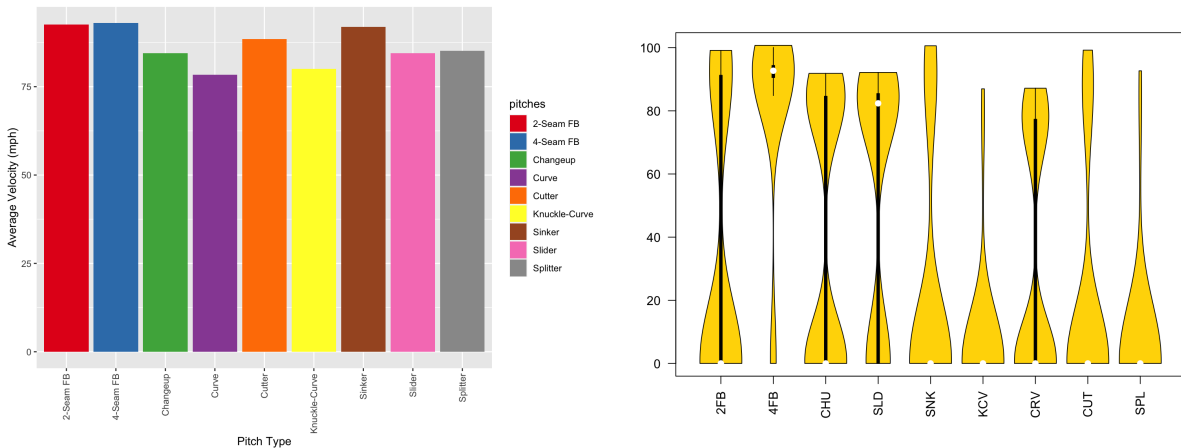 Average Velocity (mph)
75
50
25
0
2-Seam FB
4-Seam FB
Changeup
Curve
Cutter
Knuckle-Curve
Sinker
Slider
Splitter
Pitch Type
pitches
2-Seam FB
4-Seam FB
Changeup
Curve
Cutter
Knuckle-Curve
Sinker
Slider
Splitter
100
80
60
40
20
0
2FB
4FB
CHU
SLD
SNK
KCV
CRV
CUT
SPL